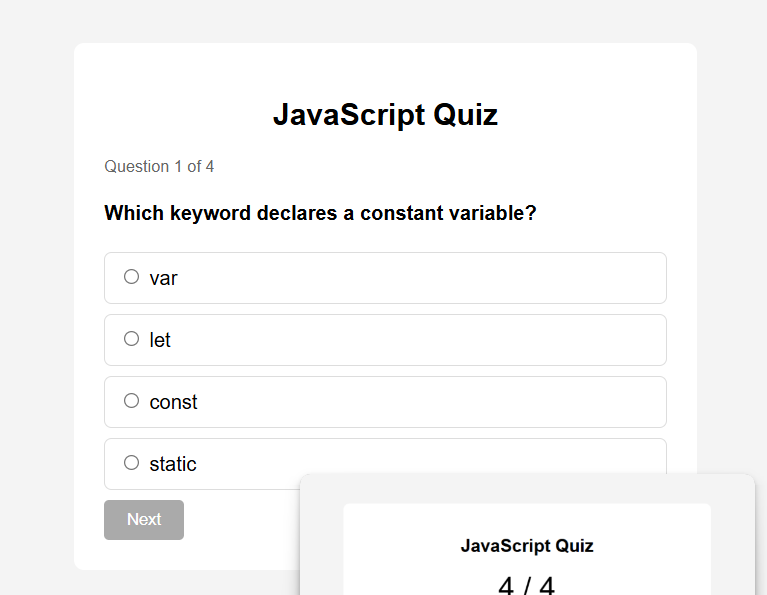 JavaScript Quiz
Question 1 of 4
Which keyword declares a constant variable?
var
let
const
static
Next
JavaScript Quiz
4 / 4